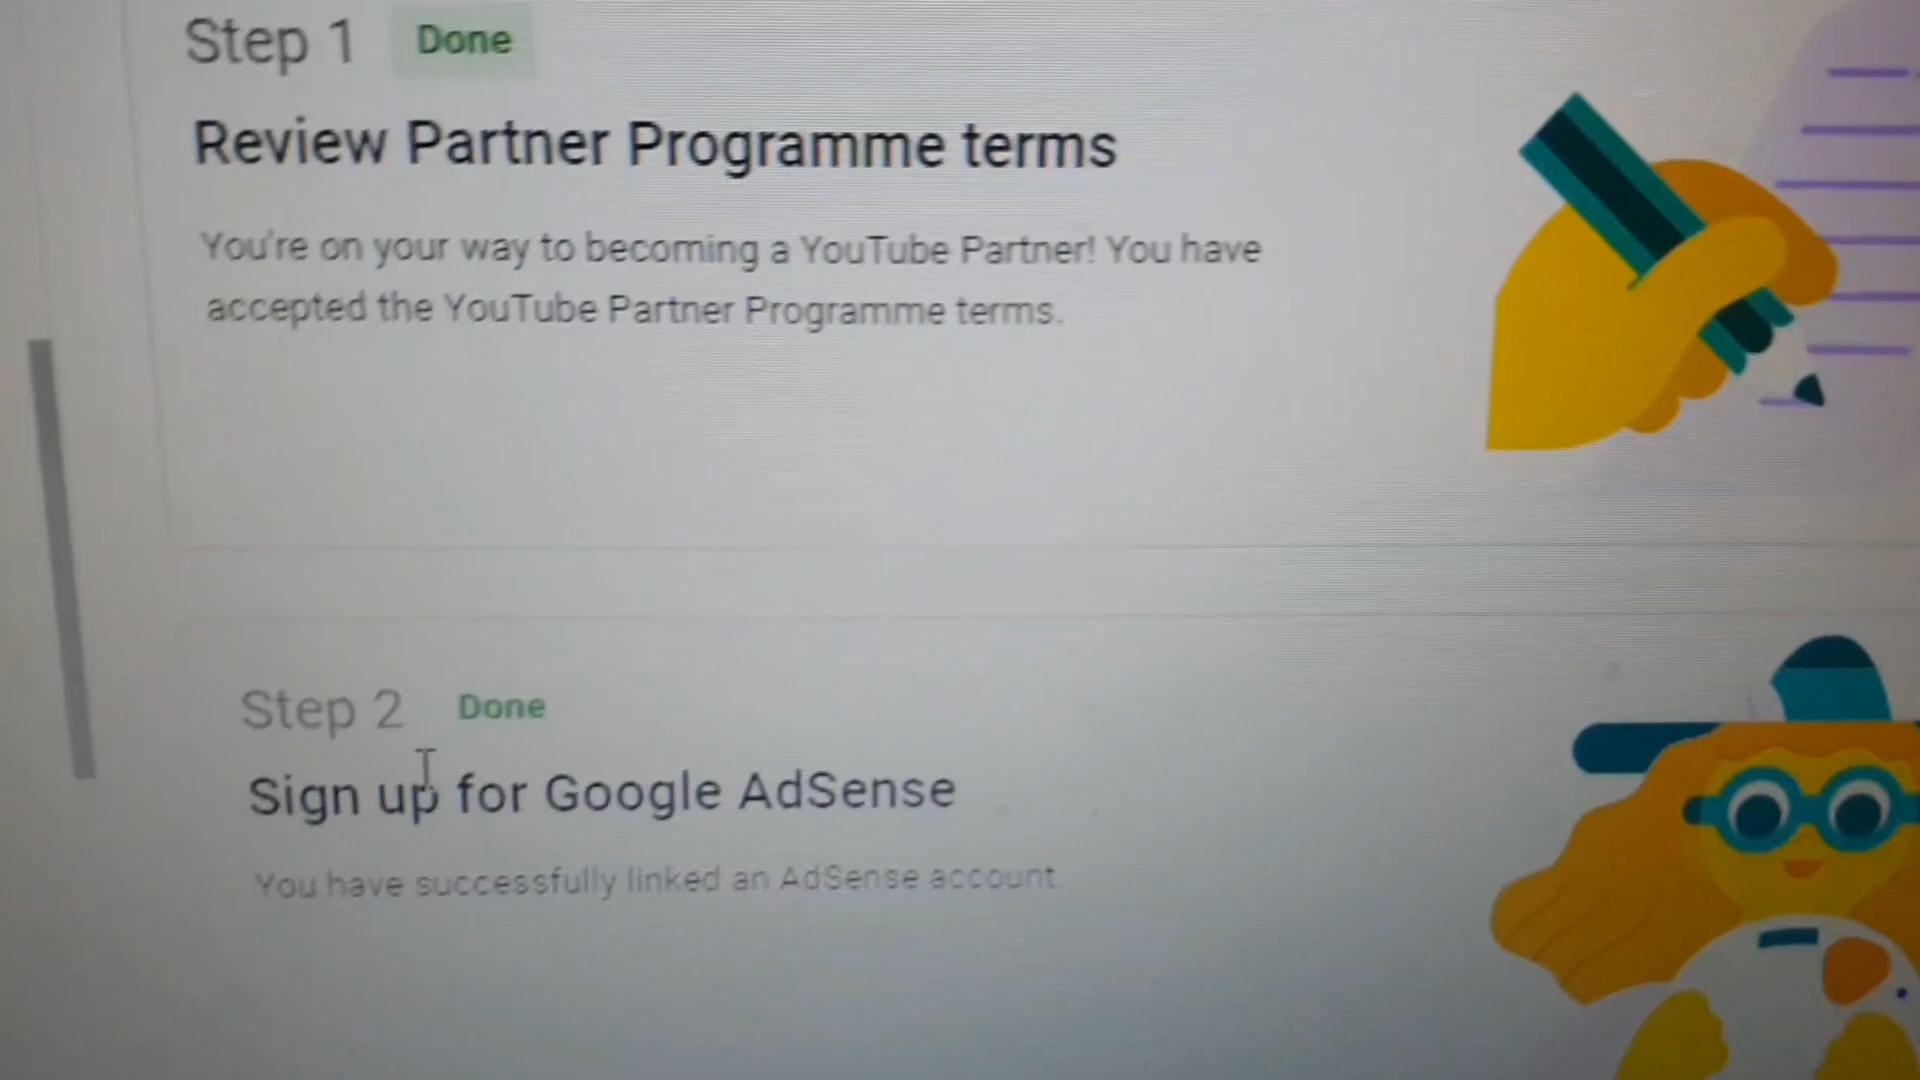 Step 1 Done
Review Partner Programme terms
You're on your way to becoming a YouTube Partner! You have
accepted the YouTube Partner Programme terms.
Step 2 Done
Sign up for Google AdSense
You have successfully linked an AdSense account.